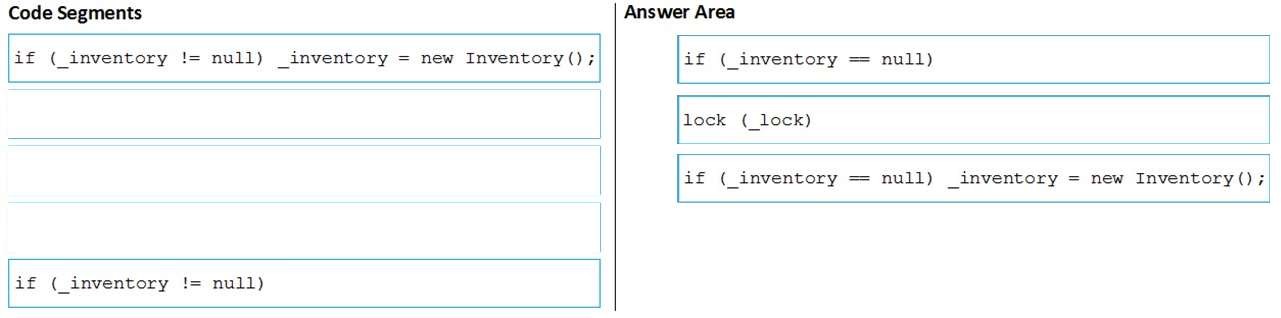 Code Segments
if (_inventory != null) _inventory = new Inventory();
if (_inventory != null)
Answer Area
if (_inventory == null)
lock (_lock)
if (_inventory == null) _inventory = new Inventory();